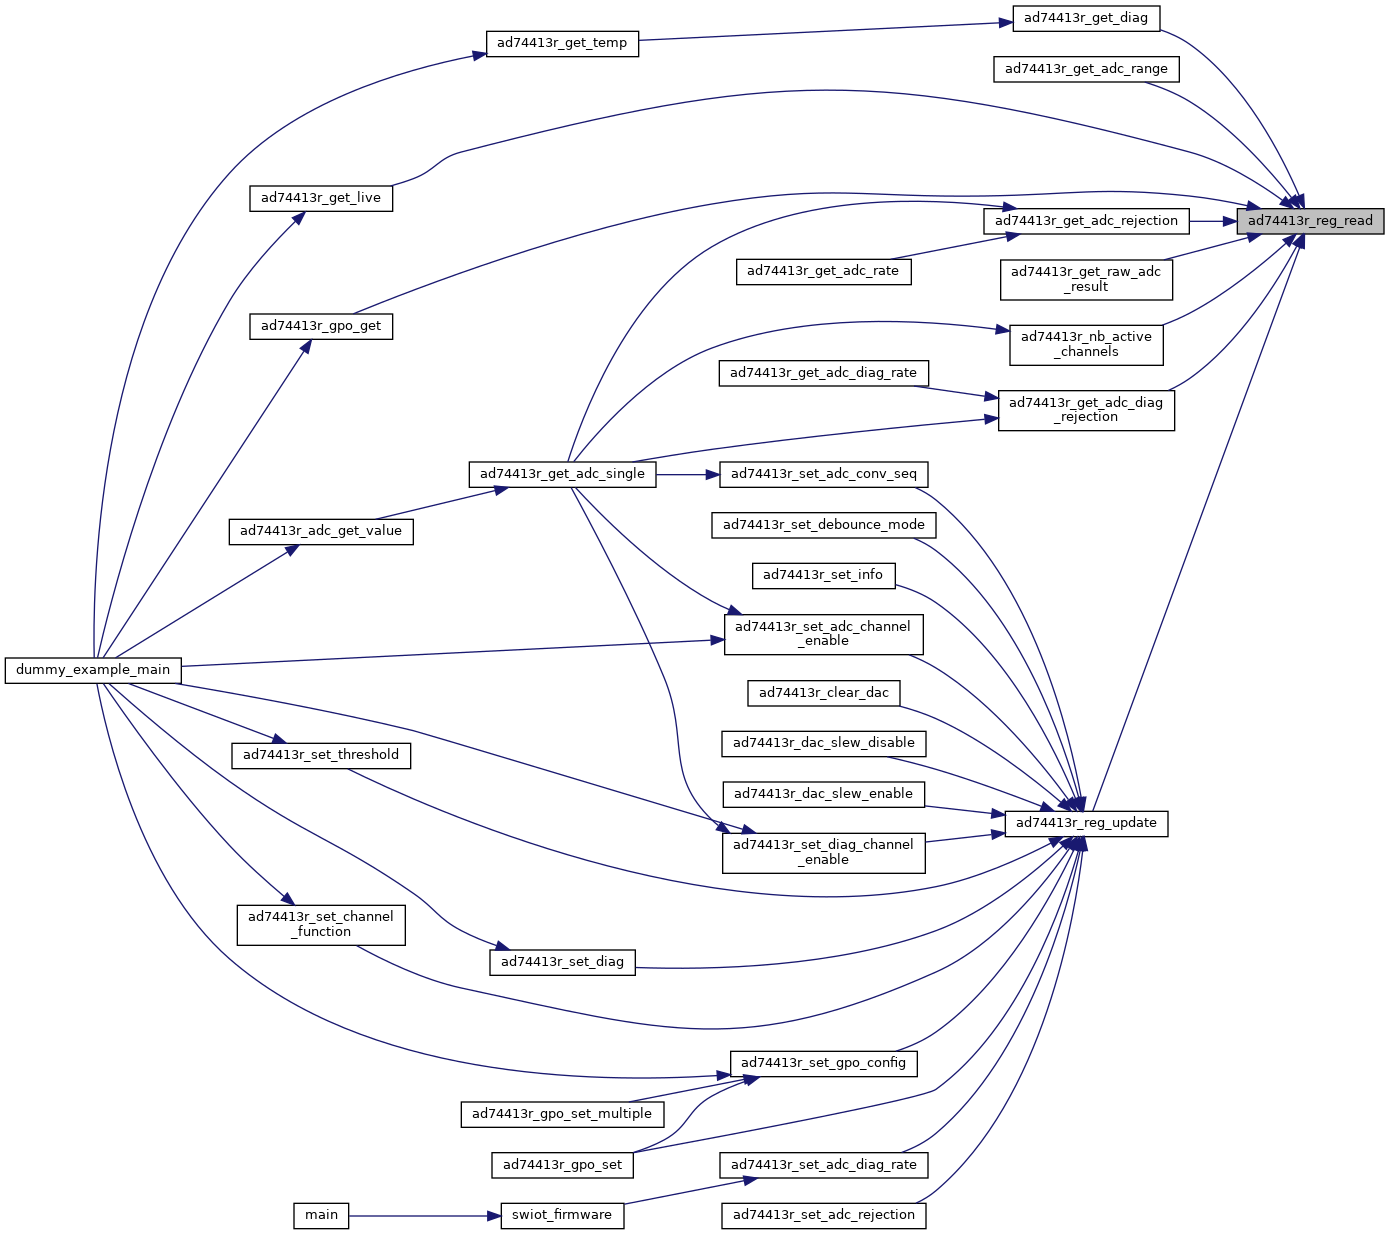 ad74413r_get_diag
ad74413r_get_temp
ad74413r_get_adc_range
ad74413r_get_live
ad74413r_reg_read
ad74413r_get_adc_rejection
ad74413r_get_adc_rate
ad74413r_get_raw_adc
_result
ad74413r_gpo_get
ad74413r_nb_active
_channels
ad74413r_get_adc_diag_rate
ad74413r_get_adc_diag
_rejection
ad74413r_get_adc_single
ad74413r_set_adc_conv_seq
ad74413r_adc_get_value
ad74413r_set_debounce_mode
ad74413r_set_info
ad74413r_set_adc_channel
_enable
dummy_example_main
ad74413r_clear_dac
ad74413r_dac_slew_disable
ad74413r_set_threshold
ad74413r_dac_slew_enable
ad74413r_reg_update
ad74413r_set_diag_channel
_enable
ad74413r_set_channel
_function
ad74413r_set_diag
ad74413r_set_gpo_config
ad74413r_gpo_set_multiple
ad74413r_gpo_set
ad74413r_set_adc_diag_rate
main
swiot_firmware
ad74413r_set_adc_rejection